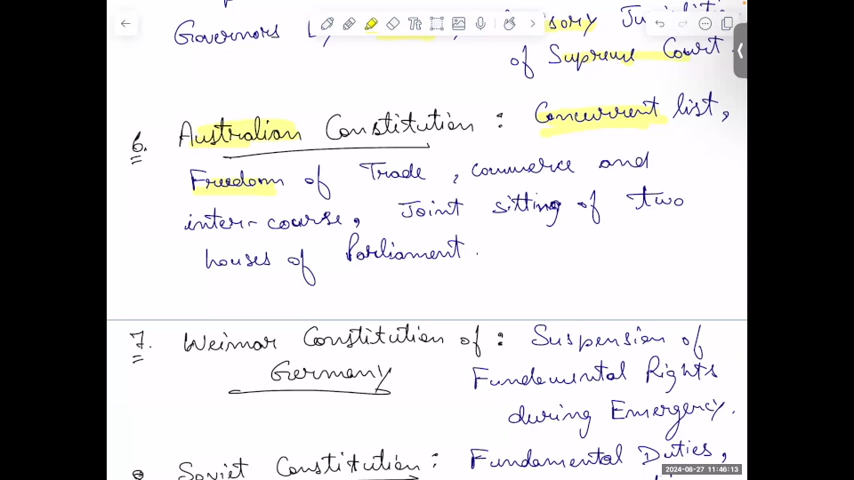 Governors
sory
of Supreme Court
6. Australian Constitution : Concurrent list,
Freedom of Trade, commerce and
inter-course, Joint sitting of two
houses of Parliament.
7. Weimar Constitution of : Suspension of
Germany Fundamental Rights
during Emergency.
Soviet Constitution : Fundamental Duties,
2024-08-27 11:46:13